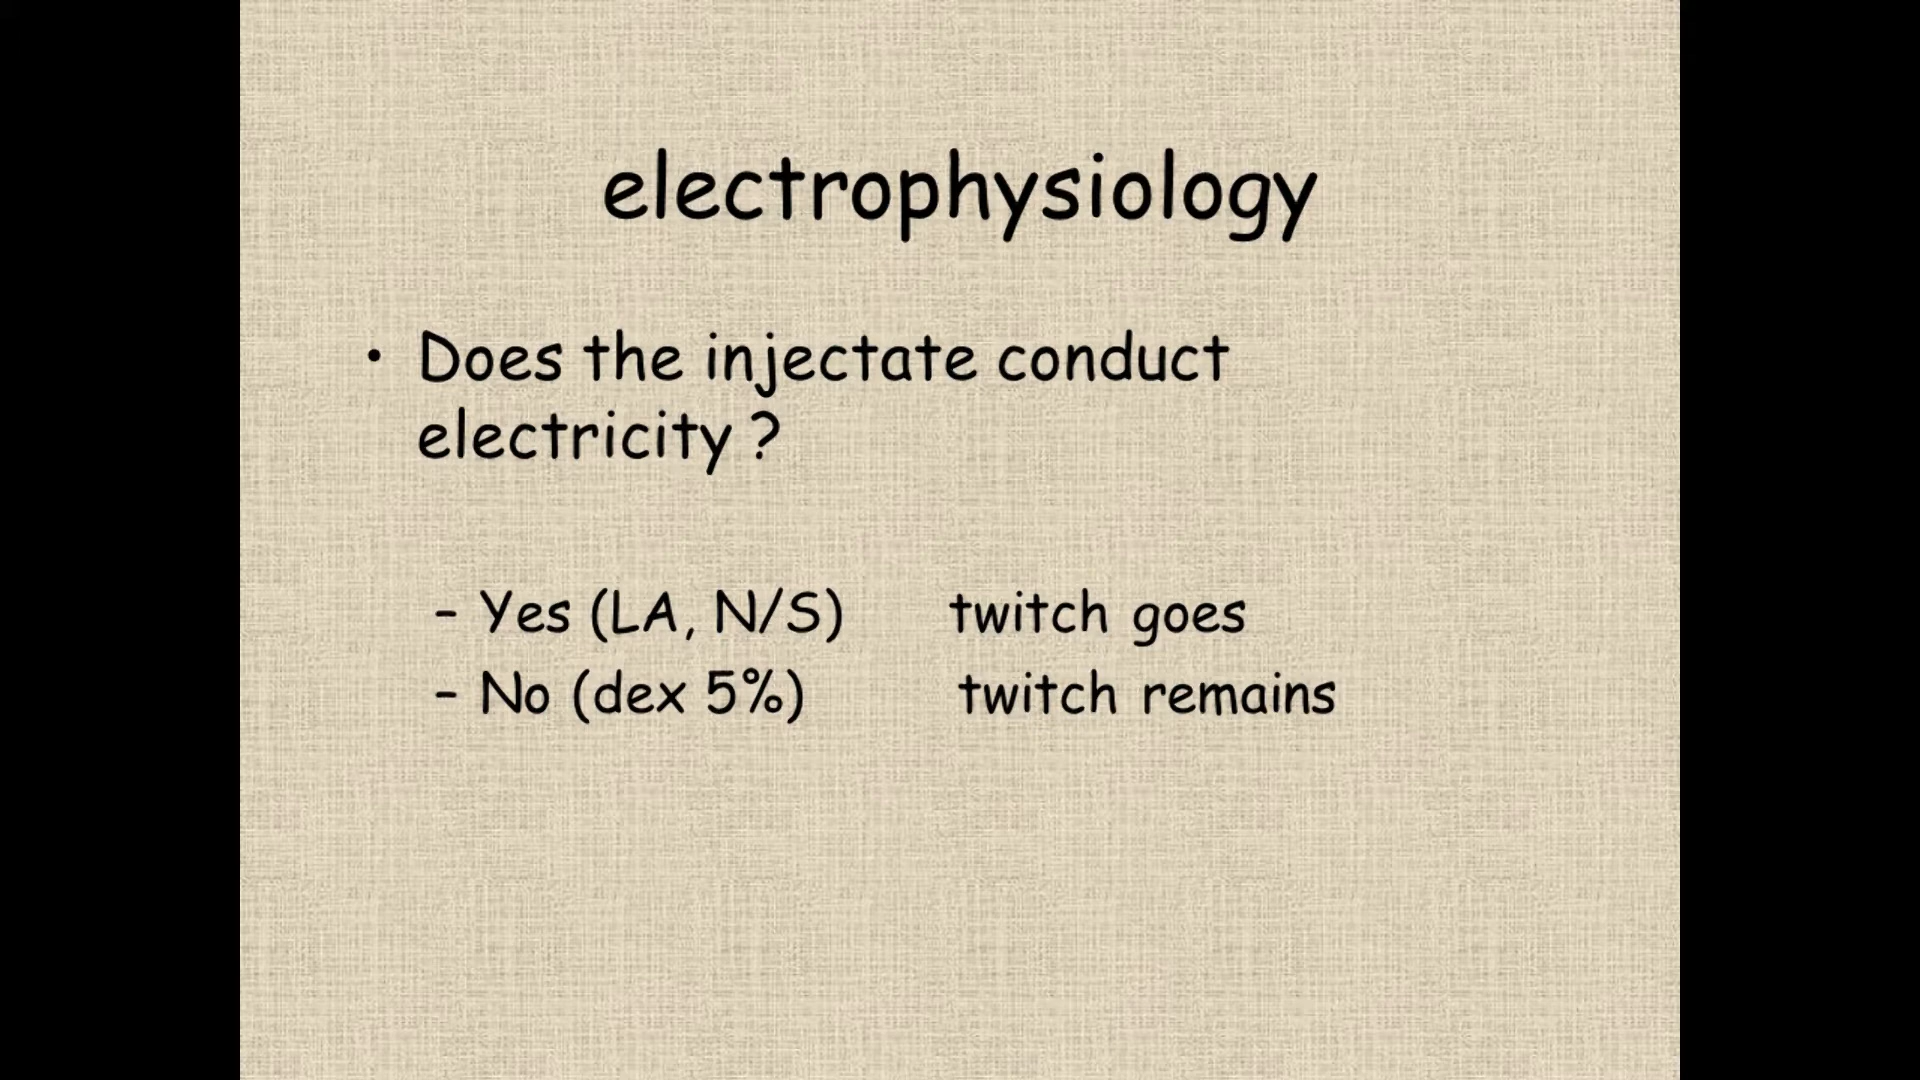 electrophysiology
• Does the injectate conduct
electricity ?
– Yes (LA, N/S) twitch goes
– No (dex 5%) twitch remains